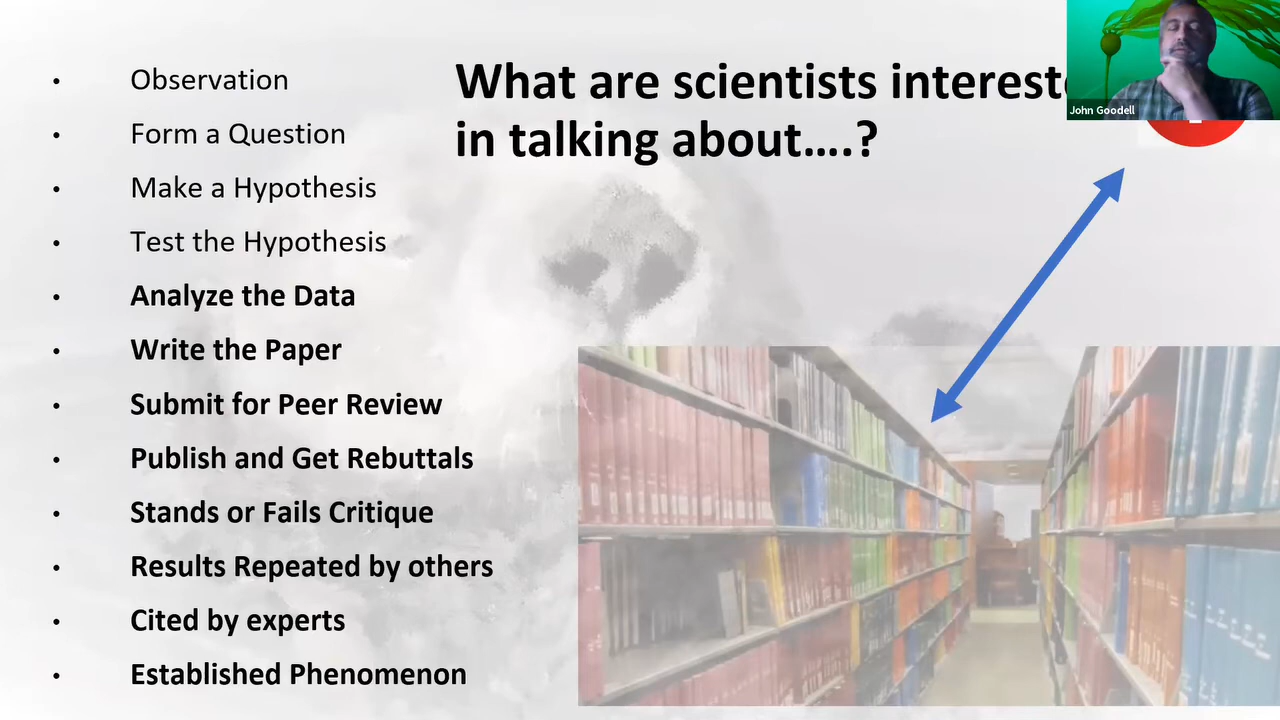 What are scientists intereste
in talking about….?
• Observation
• Form a Question
• Make a Hypothesis
• Test the Hypothesis
• Analyze the Data
• Write the Paper
• Submit for Peer Review
• Publish and Get Rebuttals
• Stands or Fails Critique
• Results Repeated by others
• Cited by experts
• Established Phenomenon
John Goodell